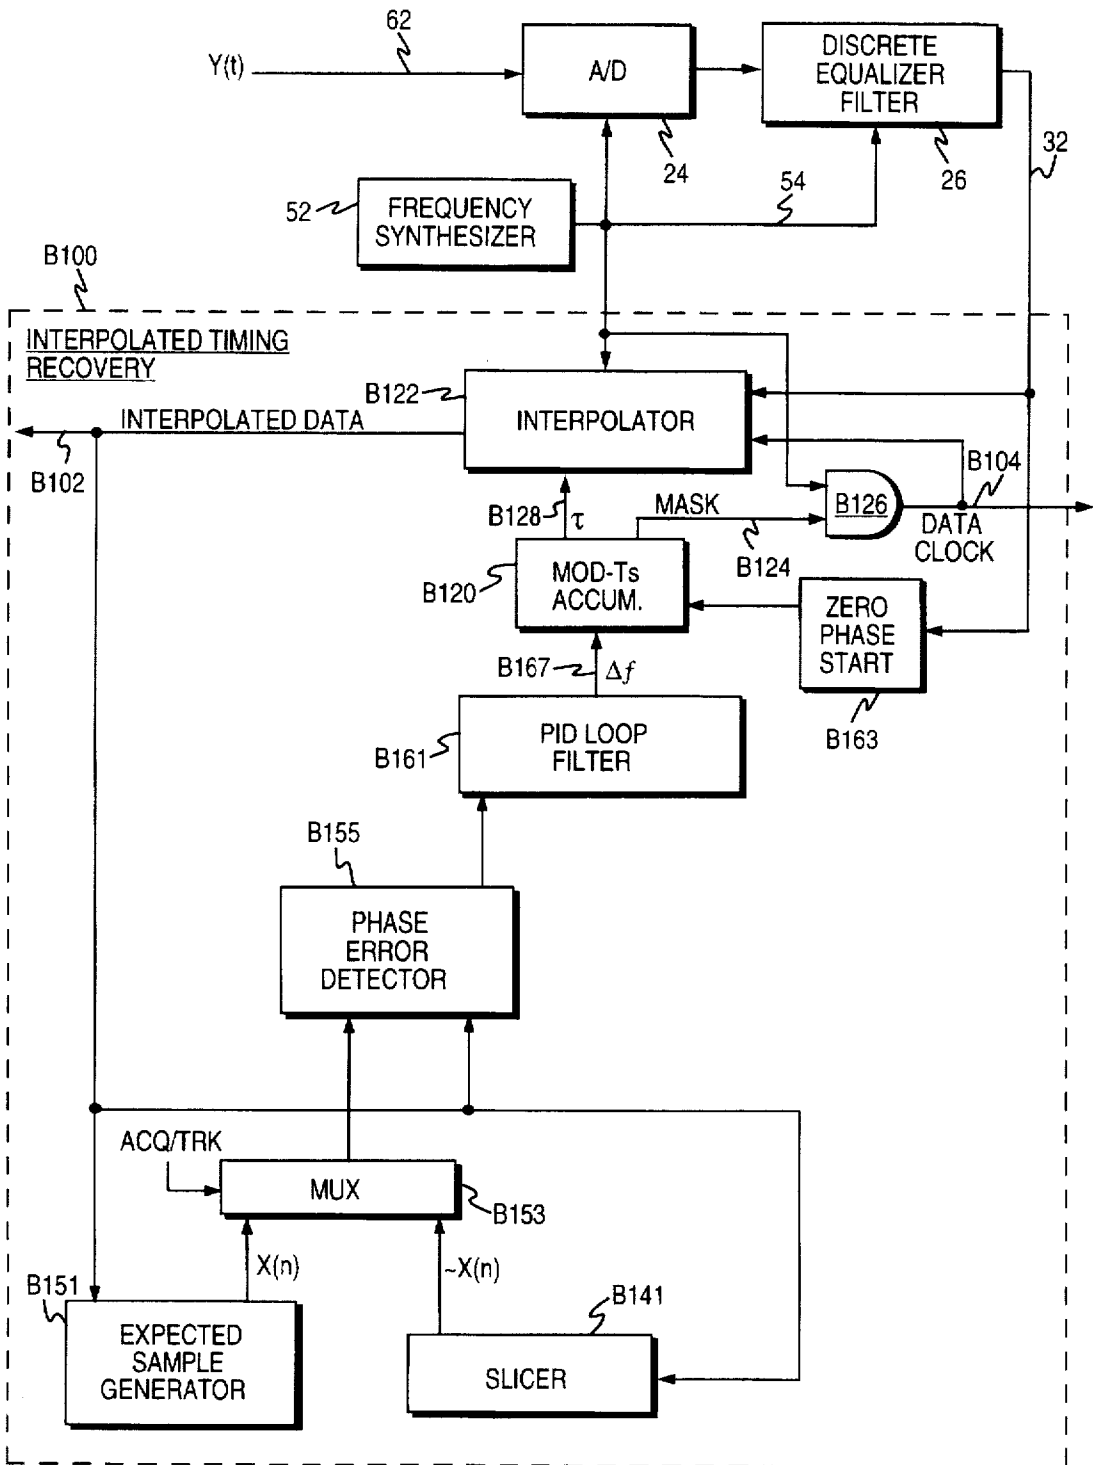 62
Y(t)
A/D
DISCRETE
EQUALIZER
FILTER
24
26
32
52
FREQUENCY
SYNTHESIZER
54
B100
INTERPOLATED TIMING
RECOVERY
B122
INTERPOLATOR
INTERPOLATED DATA
B102
B128
τ
MASK
B124
B126
B104
DATA
CLOCK
B120
MOD-Ts
ACCUM.
ZERO
PHASE
START
B163
B167
Δf
B161
PID LOOP
FILTER
B155
PHASE
ERROR
DETECTOR
ACQ/TRK
MUX
B153
X(n)
~X(n)
B151
EXPECTED
SAMPLE
GENERATOR
B141
SLICER